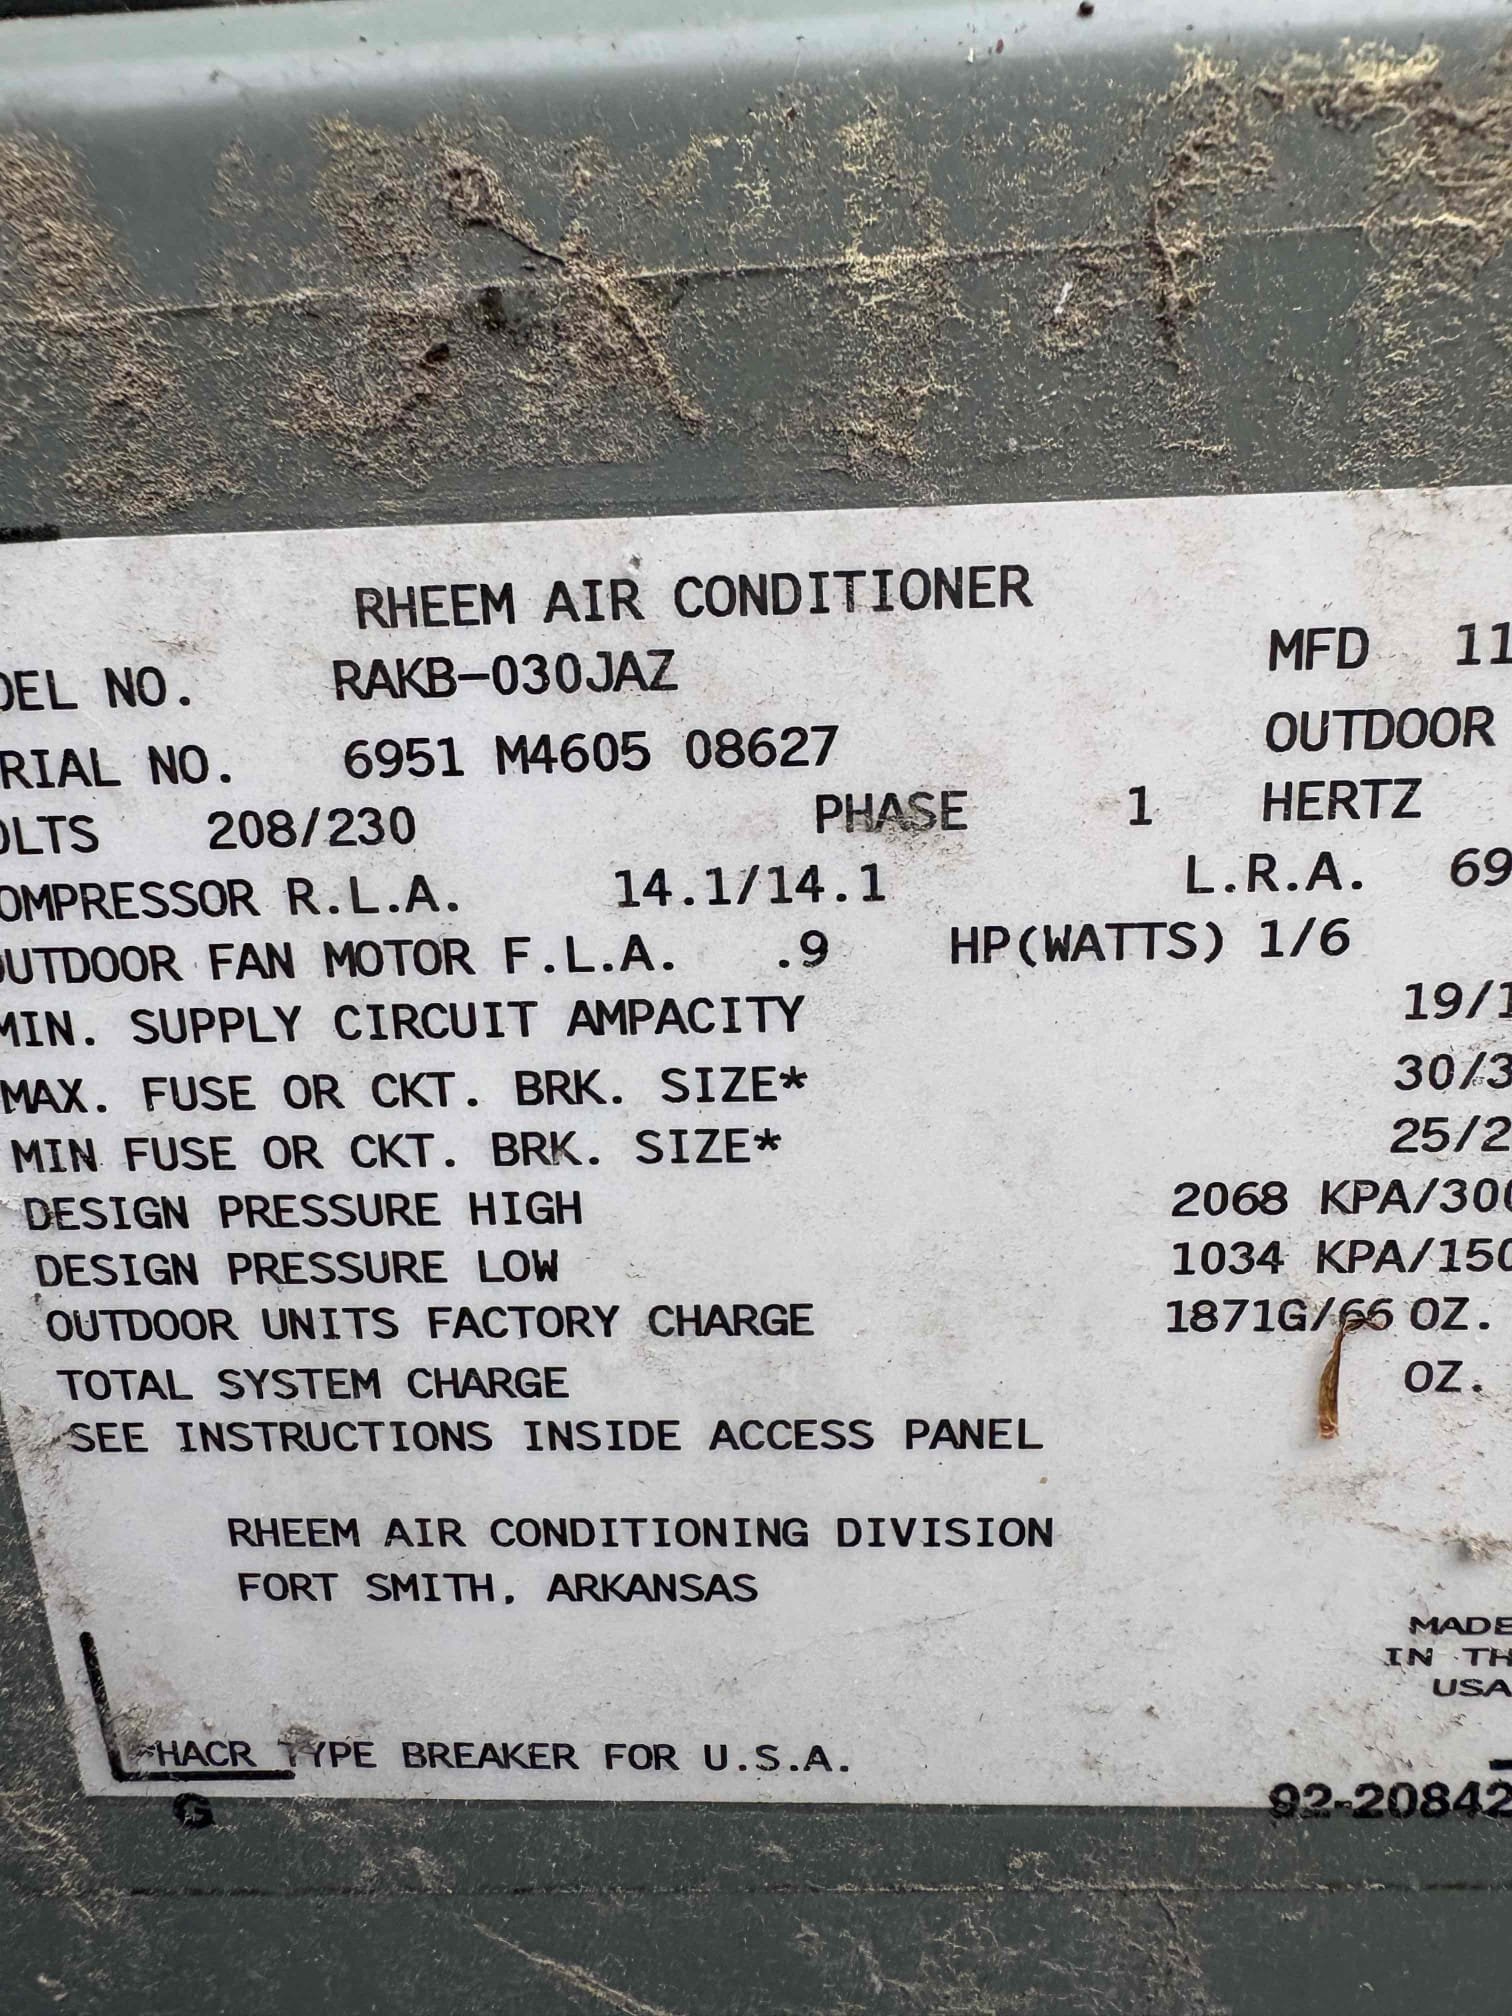 RHEEM AIR CONDITIONER
DEL NO. RAKB-030JAZ MFD 11
RIAL NO. 6951 M4605 08627 OUTDOOR
OLTS 208/230 PHASE 1 HERTZ
OMPRESSOR R.L.A. 14.1/14.1 L.R.A. 69
OUTDOOR FAN MOTOR F.L.A. .9 HP(WATTS) 1/6
MIN. SUPPLY CIRCUIT AMPACITY 19/1
MAX. FUSE OR CKT. BRK. SIZE* 30/3
MIN FUSE OR CKT. BRK. SIZE* 25/2
DESIGN PRESSURE HIGH 2068 KPA/300
DESIGN PRESSURE LOW 1034 KPA/150
OUTDOOR UNITS FACTORY CHARGE 1871G/66 OZ.
TOTAL SYSTEM CHARGE OZ.
SEE INSTRUCTIONS INSIDE ACCESS PANEL
RHEEM AIR CONDITIONING DIVISION
FORT SMITH, ARKANSAS
MADE
IN TH
USA
*HACR TYPE BREAKER FOR U.S.A.
G 92-20842